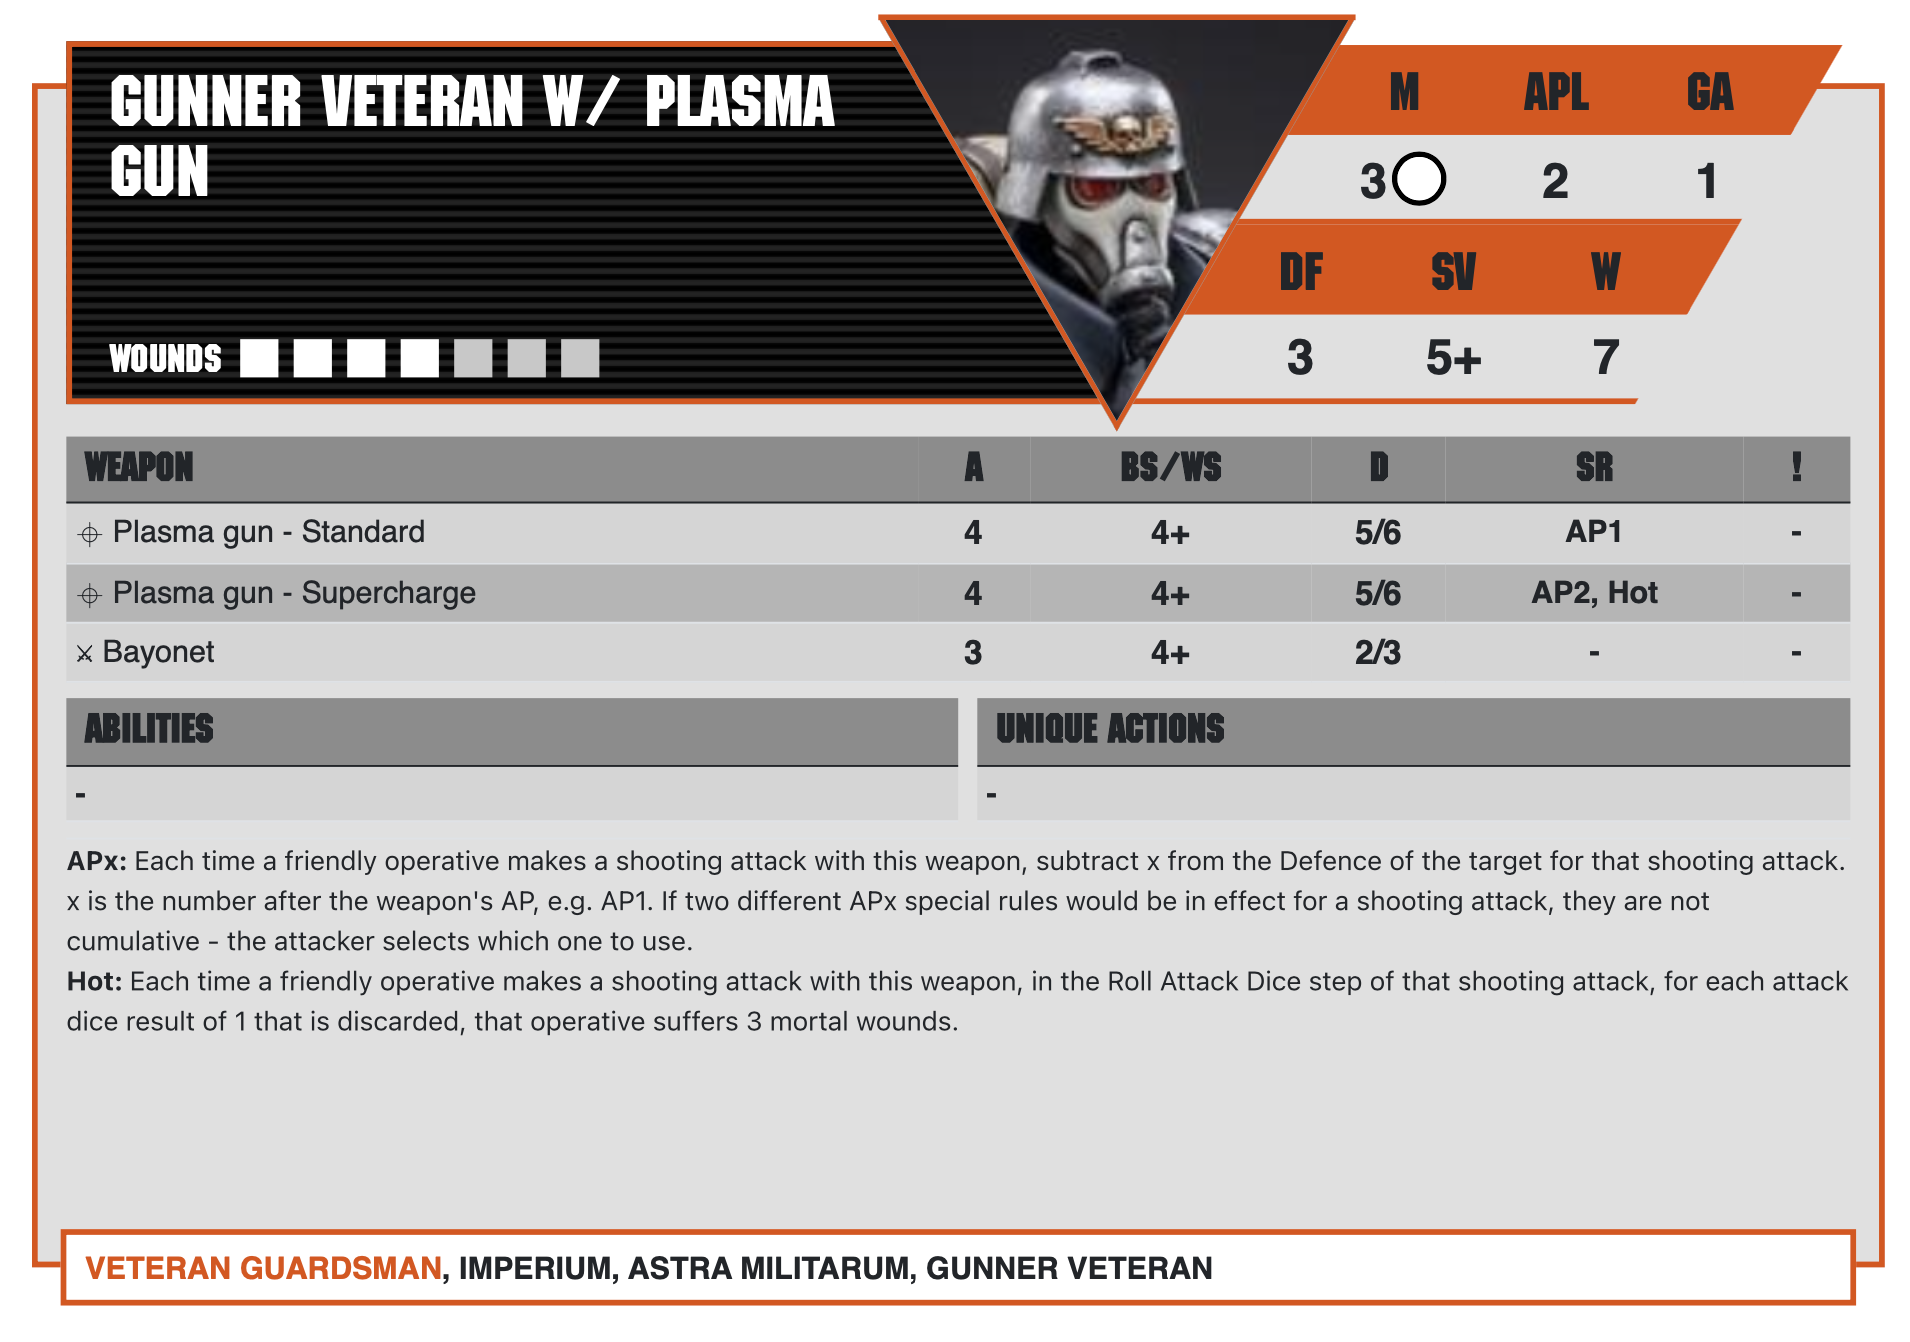 GUNNER VETERAN W/ PLASMA
GUN
WOUNDS
M APL GA
3 2 1
DF SV W
3 5+ 7
WEAPON A BS/WS D SR !
Plasma gun - Standard 4 4+ 5/6 AP1 -
Plasma gun - Supercharge 4 4+ 5/6 AP2, Hot -
Bayonet 3 4+ 2/3 - -
ABILITIES UNIQUE ACTIONS
- -
APx: Each time a friendly operative makes a shooting attack with this weapon, subtract x from the Defence of the target for that shooting attack.
x is the number after the weapon's AP, e.g. AP1. If two different APx special rules would be in effect for a shooting attack, they are not
cumulative - the attacker selects which one to use.
Hot: Each time a friendly operative makes a shooting attack with this weapon, in the Roll Attack Dice step of that shooting attack, for each attack
dice result of 1 that is discarded, that operative suffers 3 mortal wounds.
VETERAN GUARDSMAN, IMPERIUM, ASTRA MILITARUM, GUNNER VETERAN